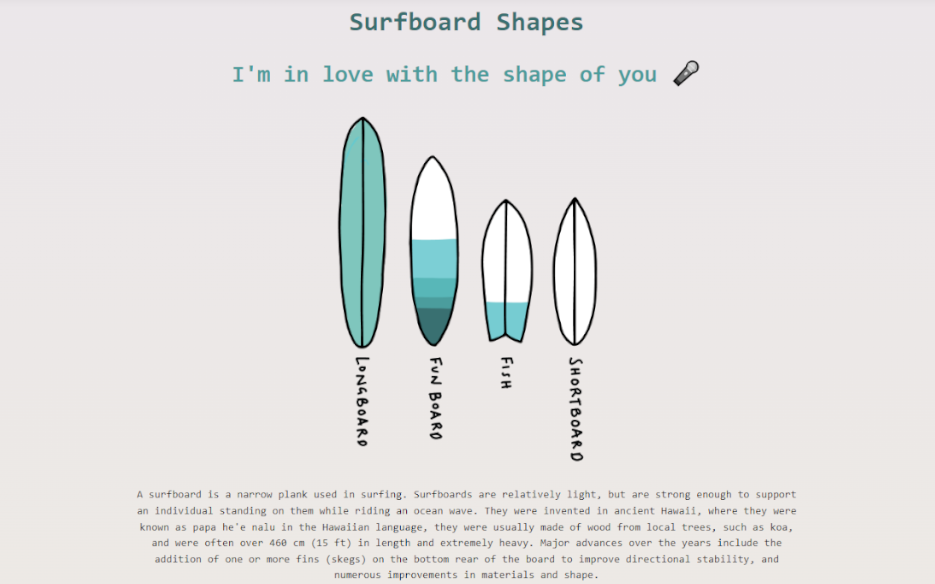 Surfboard Shapes
I'm in love with the shape of you
LONGBOARD
FUN BOARD
FISH
SHORTBOARD
A surfboard is a narrow plank used in surfing. Surfboards are relatively light, but are strong enough to support
an individual standing on them while riding an ocean wave. They were invented in ancient Hawaii, where they were
known as papa he'e nalu in the Hawaiian language, they were usually made of wood from local trees, such as koa,
and were often over 460 cm (15 ft) in length and extremely heavy. Major advances over the years include the
addition of one or more fins (skegs) on the bottom rear of the board to improve directional stability, and
numerous improvements in materials and shape.